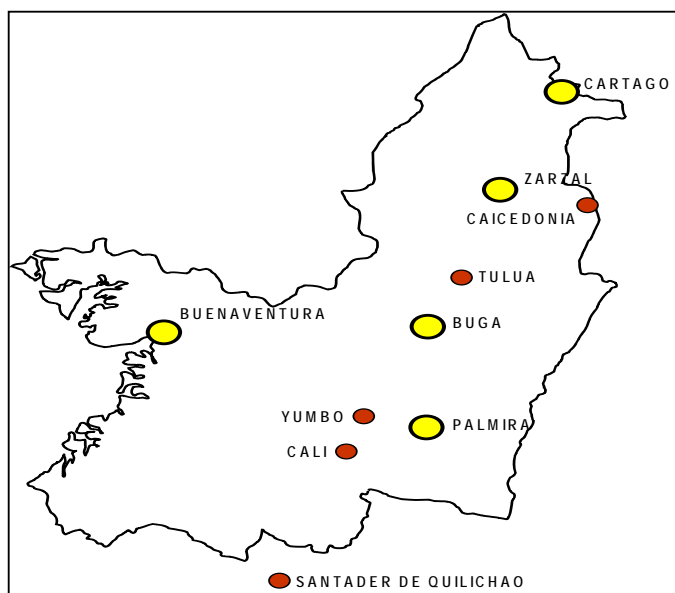 CARTAGO
ZARZAL
CAICEDONIA
TULUA
BUENAVENTURA
BUGA
YUMBO
PALMIRA
CALI
SANTADER DE QUILICHAO